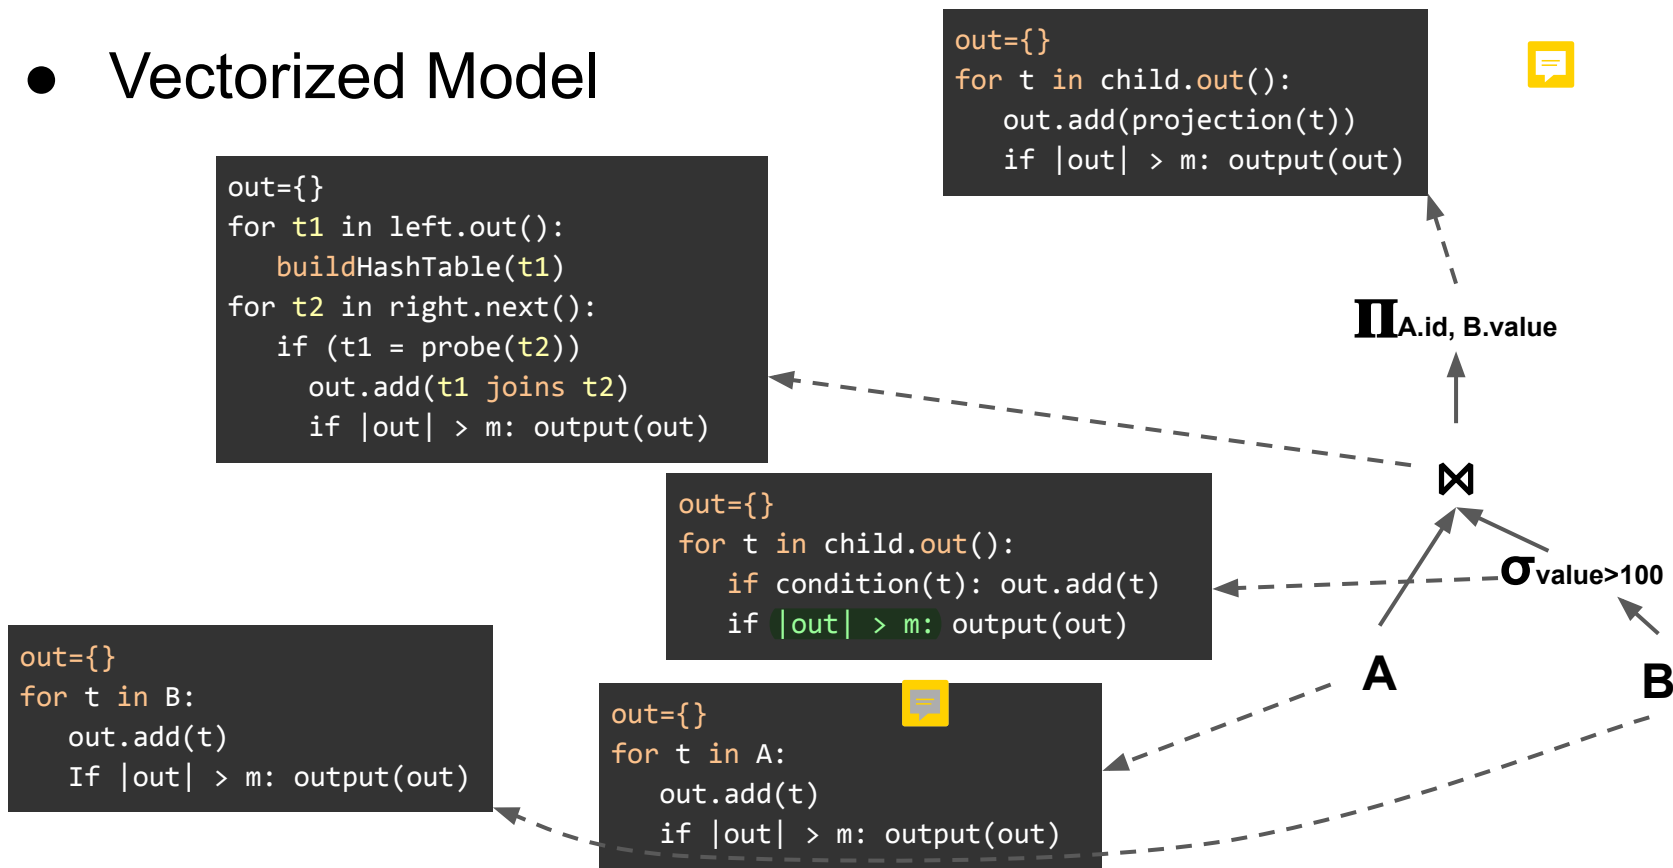 ● Vectorized Model
out={}
for t in child.out():
   out.add(projection(t))
   if |out| > m: output(out)
out={}
for t1 in left.out():
   buildHashTable(t1)
for t2 in right.next():
   if (t1 = probe(t2))
     out.add(t1 joins t2)
     if |out| > m: output(out)
Π A.id, B.value
⋈
out={}
for t in child.out():
   if condition(t): out.add(t)
   if |out| > m: output(out)
σ value>100
A
B
out={}
for t in B:
   out.add(t)
   If |out| > m: output(out)
out={}
for t in A:
   out.add(t)
   if |out| > m: output(out)